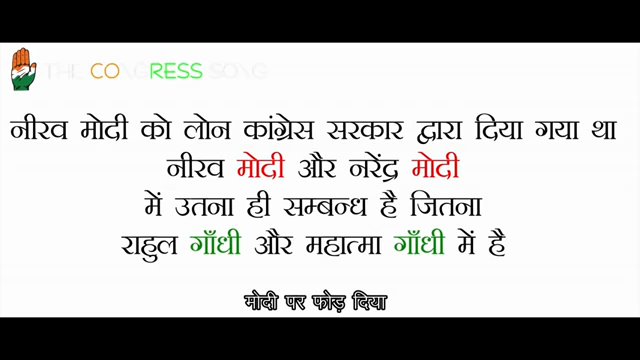 THE CONGRESS SONG
नीरव मोदी को लोन कांग्रेस सरकार द्वारा दिया गया था
नीरव मोदी और नरेंद्र मोदी
में उतना ही सम्बन्ध है जितना
राहुल गाँधी और महात्मा गाँधी में है
मोदी पर फोड़ दिया